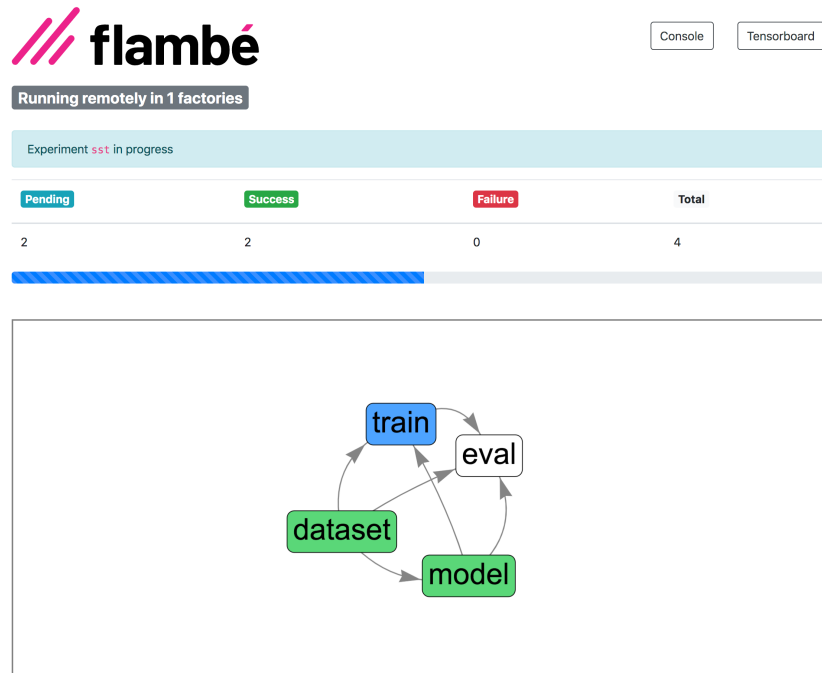 flambé
Console Tensorboard
Running remotely in 1 factories
Experiment sst in progress
Pending Success Failure Total
2 2 0 4
train
eval
dataset
model